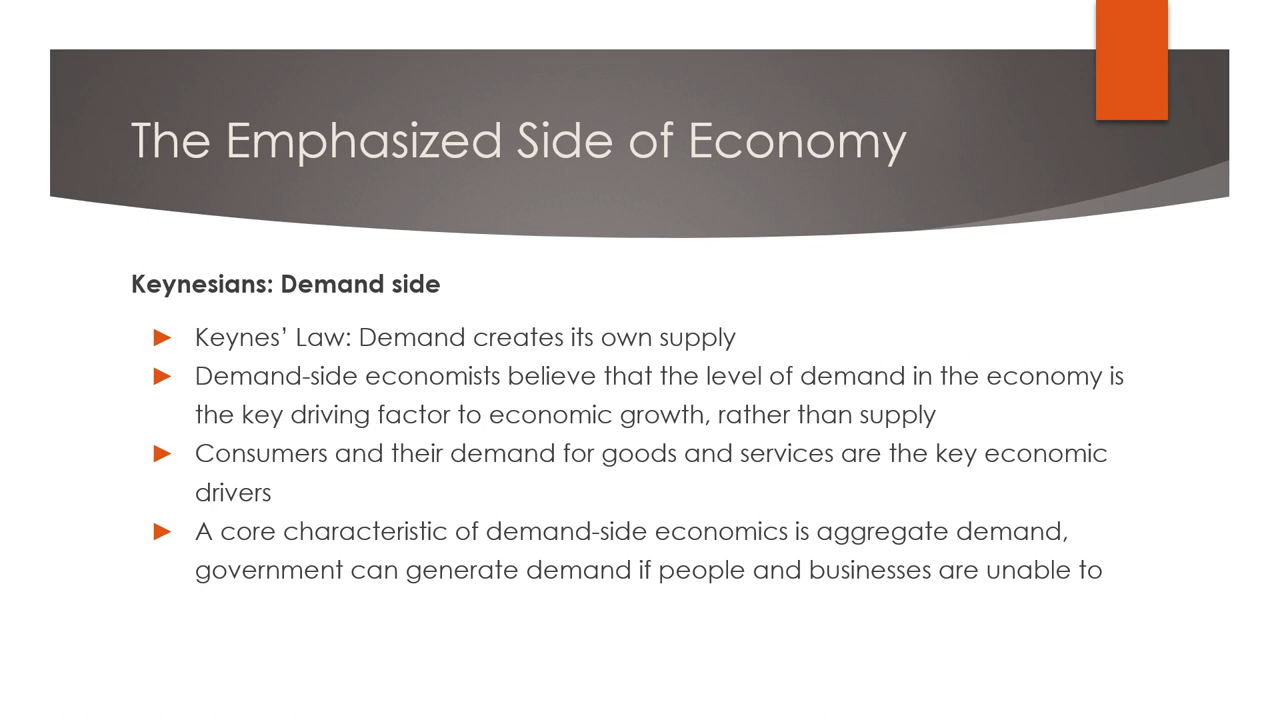 The Emphasized Side of Economy
Keynesians: Demand side
Keynes’ Law: Demand creates its own supply
Demand-side economists believe that the level of demand in the economy is
the key driving factor to economic growth, rather than supply
Consumers and their demand for goods and services are the key economic
drivers
A core characteristic of demand-side economics is aggregate demand,
government can generate demand if people and businesses are unable to